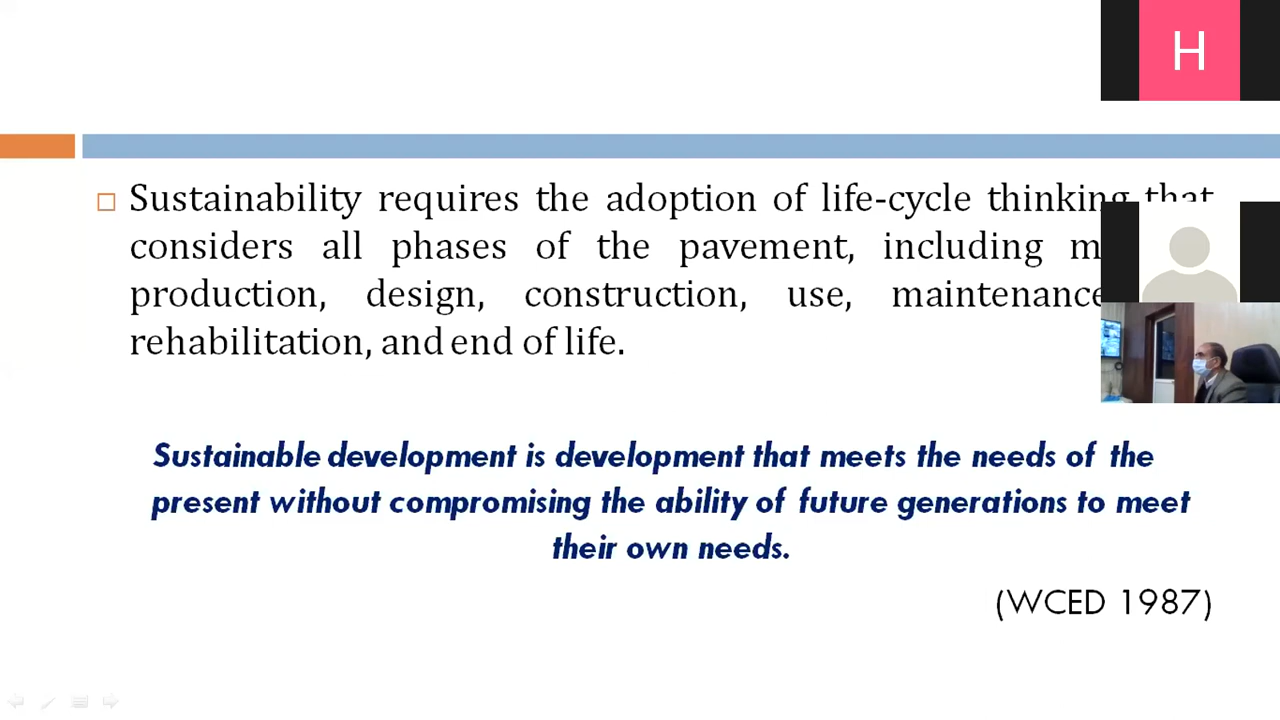 H
Sustainability requires the adoption of life-cycle thinking that
considers all phases of the pavement, including
production, design, construction, use, maintenance
rehabilitation, and end of life.
Sustainable development is development that meets the needs of the
present without compromising the ability of future generations to meet
their own needs.
(WCED 1987)